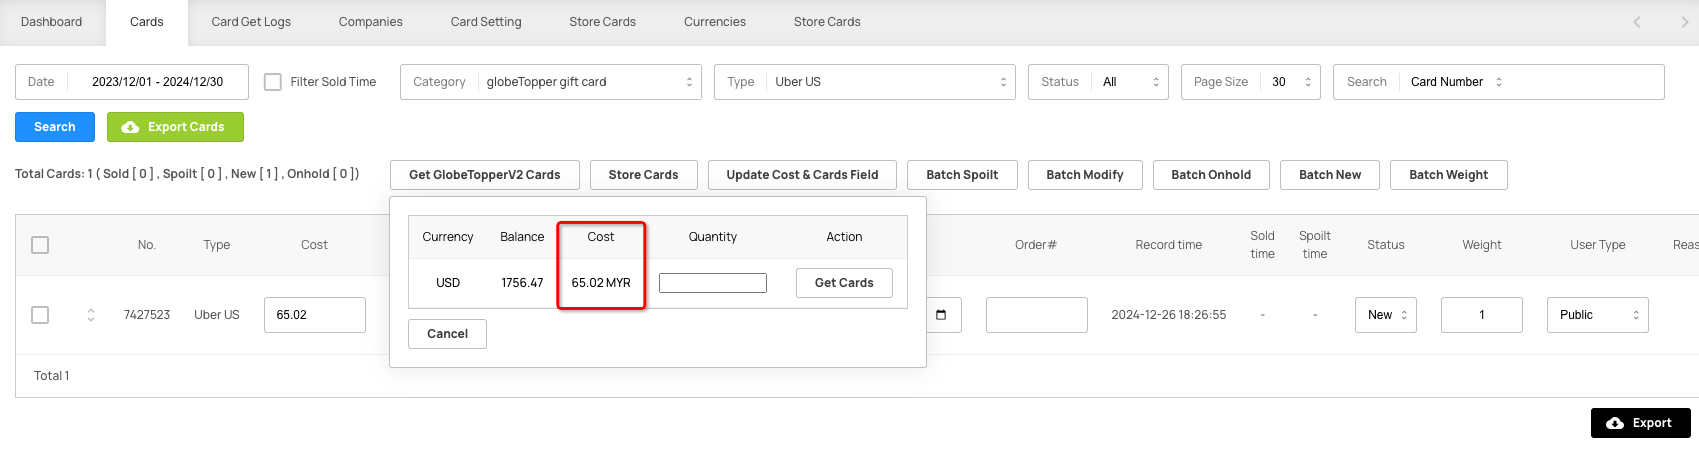 Dashboard Cards Card Get Logs Companies Card Setting Store Cards Currencies Store Cards
Date 2023/12/01 - 2024/12/30 Filter Sold Time Category globeTopper gift card Type Uber US Status All Page Size 30 Search Card Number
Search Export Cards
Total Cards: 1 ( Sold [ 0 ] , Spoilt [ 0 ] , New [ 1 ] , Onhold [ 0 ] ) Get GlobeTopperV2 Cards Store Cards Update Cost & Cards Field Batch Spoilt Batch Modify Batch Onhold Batch New Batch Weight
Currency Balance Cost Quantity Action
USD 1756.47 65.02 MYR Get Cards
Cancel
No. Type Cost Order# Record time Sold time Spoilt time Status Weight User Type Reas
7427523 Uber US 65.02 2024-12-26 18:26:55 - - New 1 Public
Total 1
Export